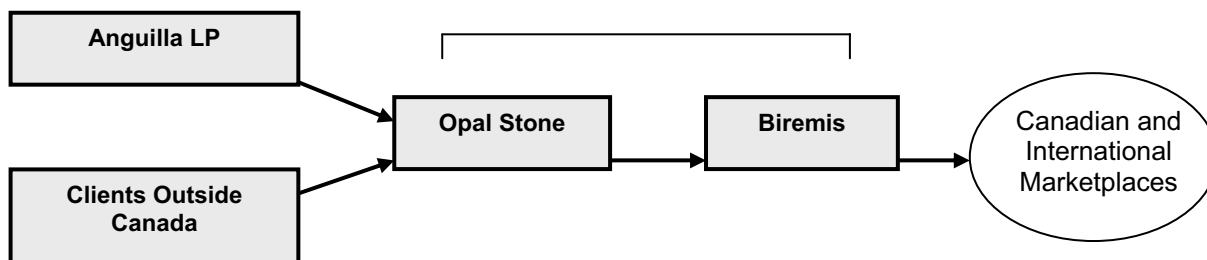 Anguilla LP
Opal Stone
Biremis
Canadian and
International
Marketplaces
Clients Outside
Canada